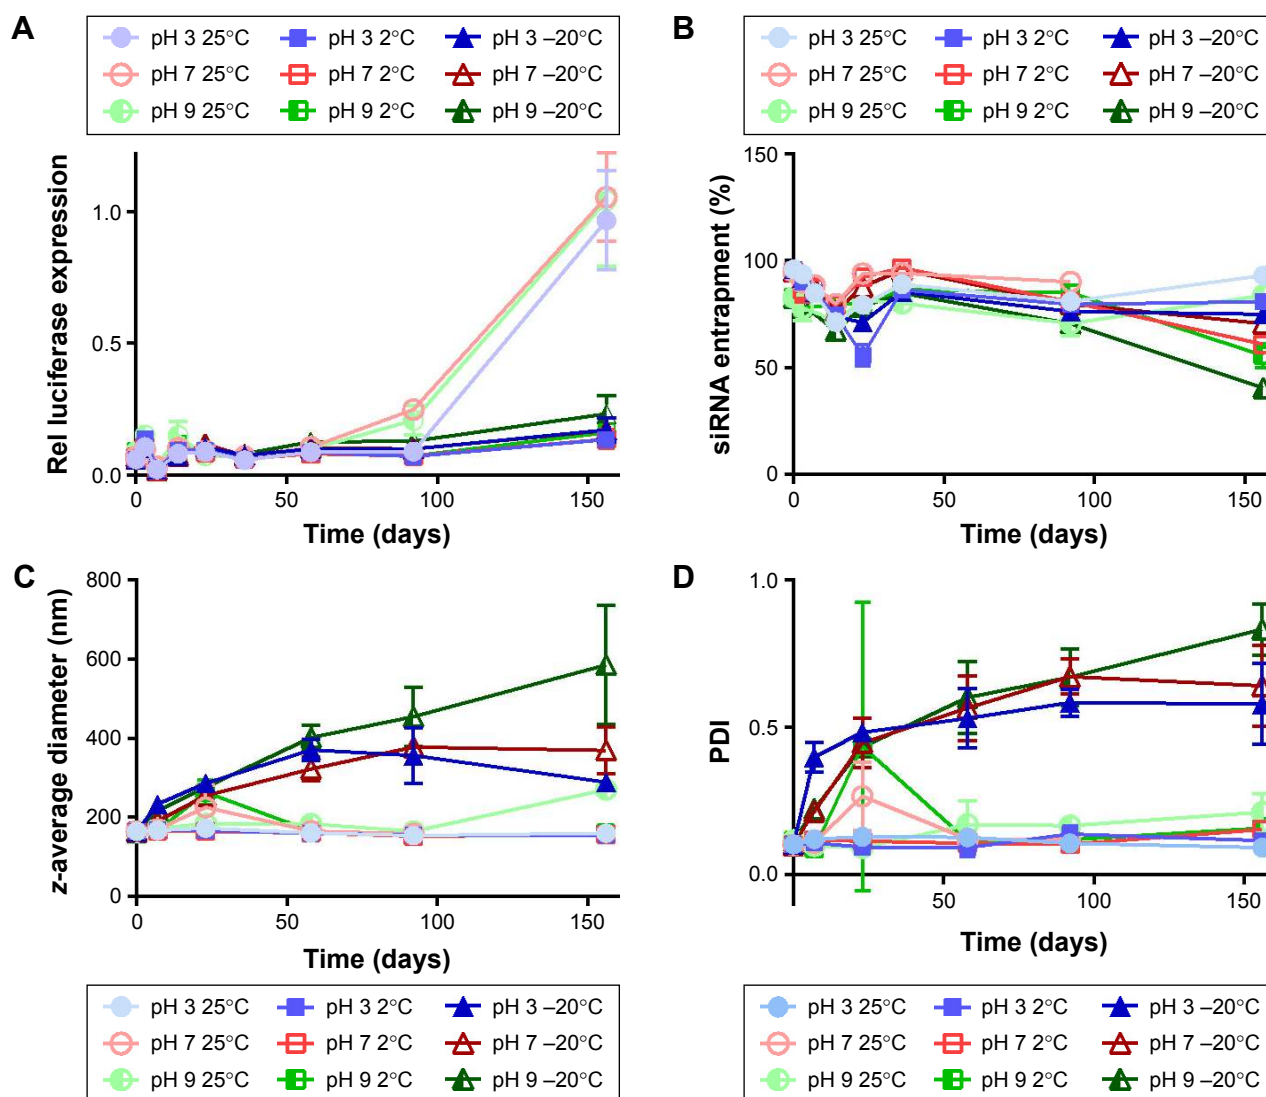 A
pH 3 25°C pH 3 2°C pH 3 –20°C
pH 7 25°C pH 7 2°C pH 7 –20°C
pH 9 25°C pH 9 2°C pH 9 –20°C
Rel luciferase expression
1.0
0.5
0.0
0 50 100 150
Time (days)
B
pH 3 25°C pH 3 2°C pH 3 –20°C
pH 7 25°C pH 7 2°C pH 7 –20°C
pH 9 25°C pH 9 2°C pH 9 –20°C
siRNA entrapment (%)
150
100
50
0
0 50 100 150
Time (days)
C
z-average diameter (nm)
800
600
400
200
0
0 50 100 150
Time (days)
pH 3 25°C pH 3 2°C pH 3 –20°C
pH 7 25°C pH 7 2°C pH 7 –20°C
pH 9 25°C pH 9 2°C pH 9 –20°C
D
PDI
1.0
0.5
0.0
50 100 150
Time (days)
pH 3 25°C pH 3 2°C pH 3 –20°C
pH 7 25°C pH 7 2°C pH 7 –20°C
pH 9 25°C pH 9 2°C pH 9 –20°C